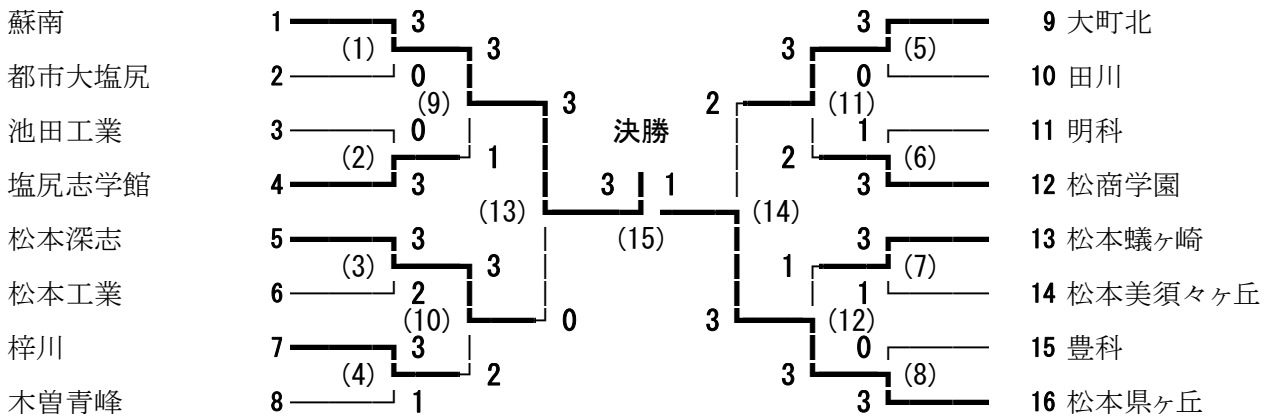 蘇南 1 3 3 9 大町北
(1) 3 3 (5)
都市大塩尻 2 0 0 10 田川
(9) 3 2 (11)
池田工業 3 0 決勝 1 11 明科
(2) 1 2 (6)
塩尻志学館 4 3 3 1 3 12 松商学園
(13) (14)
松本深志 5 3 (15) 3 13 松本蟻ヶ崎
(3) 3 1 (7)
松本工業 6 2 1 14 松本美須々ヶ丘
(10) 0 3 (12)
梓川 7 3 0 15 豊科
(4) 2 3 (8)
木曽青峰 8 1 3 16 松本県ヶ丘